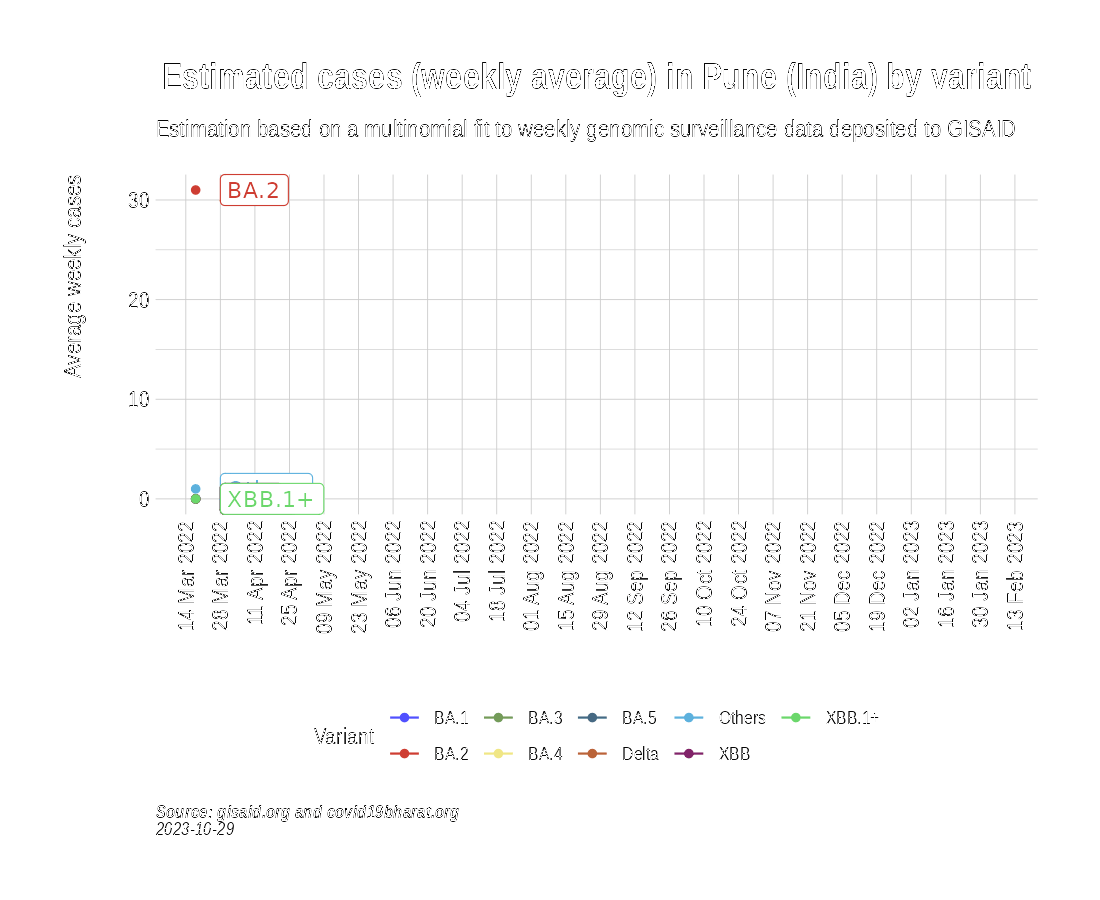 Estimated cases (weekly average) in Pune (India) by variant
Estimation based on a multinomial fit to weekly genomic surveillance data deposited to GISAID
Average weekly cases
30
20
10
0
BA.2
XBB.1+
14 Mar 2022
28 Mar 2022
11 Apr 2022
25 Apr 2022
09 May 2022
23 May 2022
06 Jun 2022
20 Jun 2022
04 Jul 2022
18 Jul 2022
01 Aug 2022
15 Aug 2022
29 Aug 2022
12 Sep 2022
26 Sep 2022
10 Oct 2022
24 Oct 2022
07 Nov 2022
21 Nov 2022
05 Dec 2022
19 Dec 2022
02 Jan 2023
16 Jan 2023
30 Jan 2023
13 Feb 2023
Variant
BA.1 BA.3 BA.5 Others XBB.1+
BA.2 BA.4 Delta XBB
Source: gisaid.org and covid19bharat.org
2023-10-29